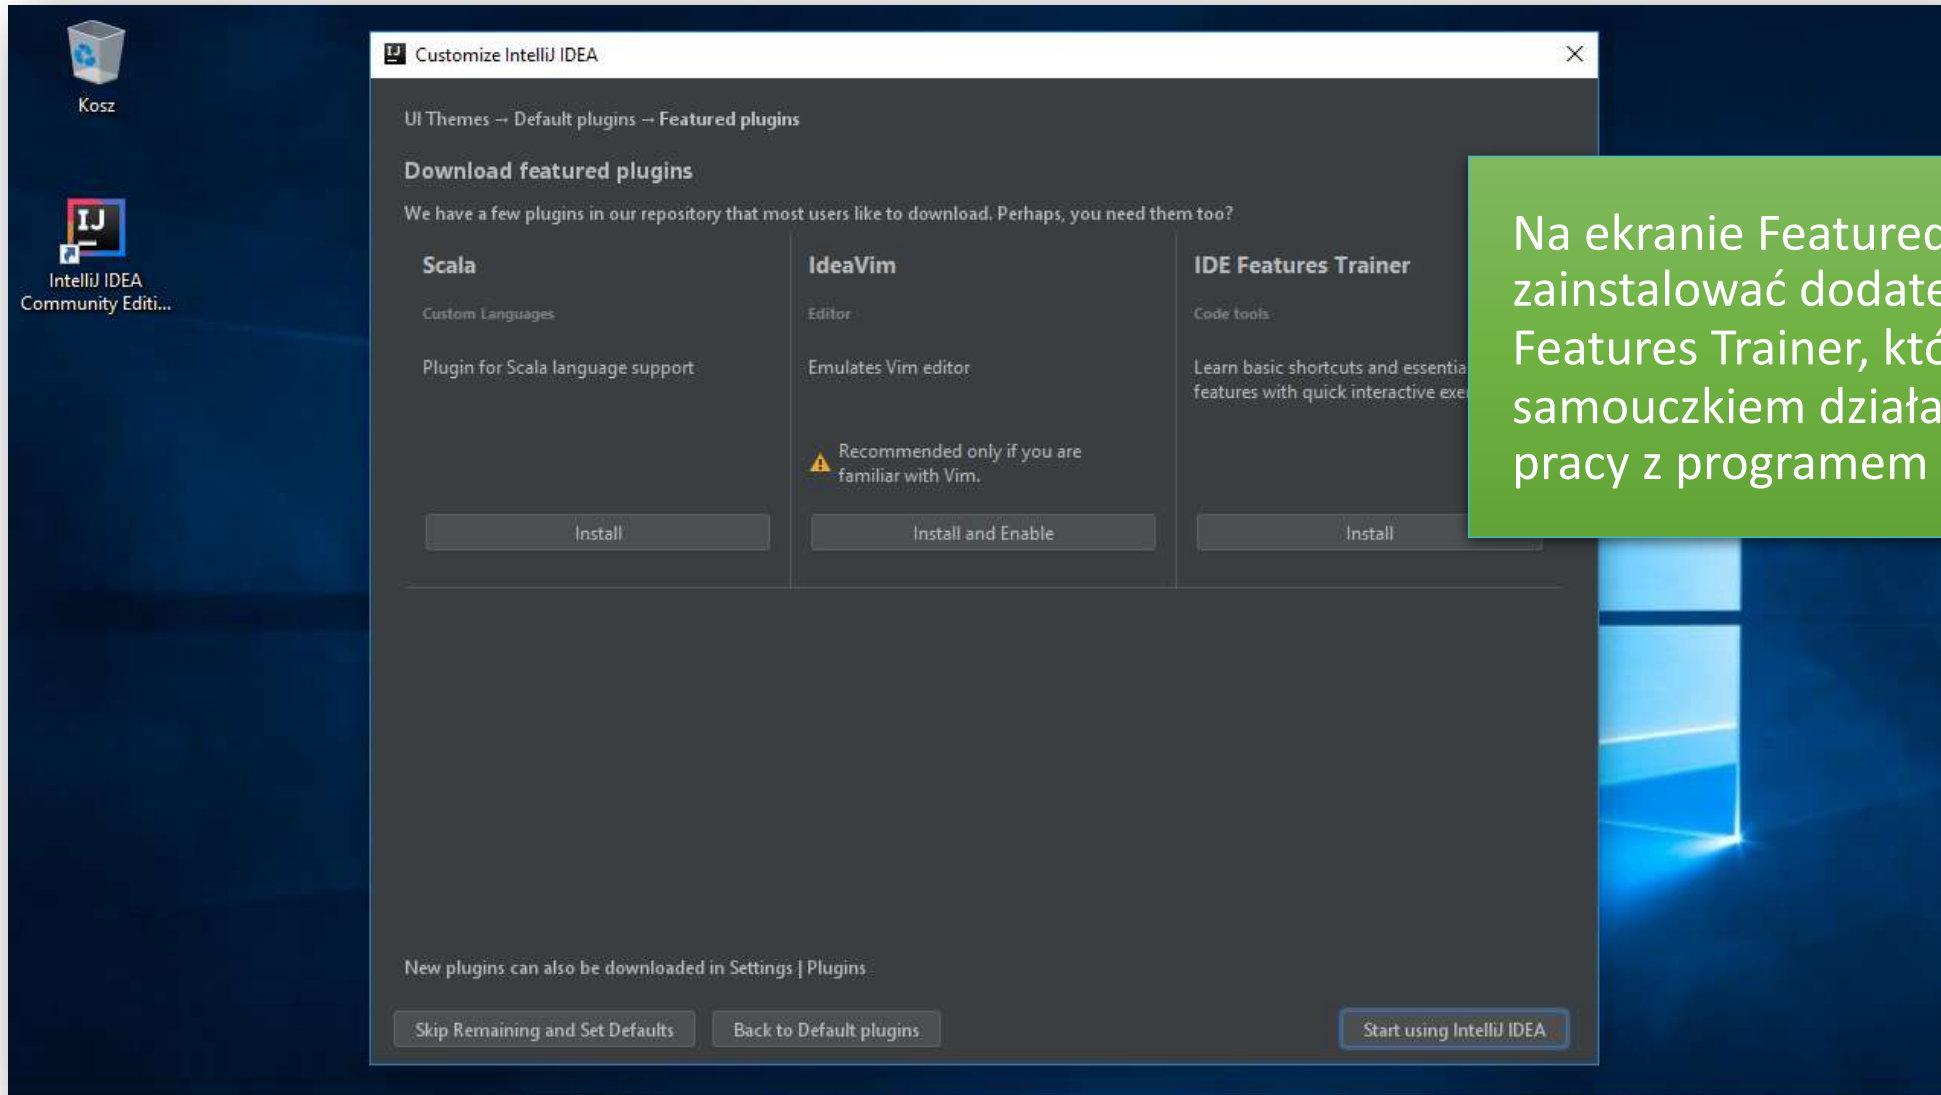 Kosz
IJ
IntelliJ IDEA
Community Editi...
IJ Customize IntelliJ IDEA
UI Themes → Default plugins → Featured plugins
Download featured plugins
We have a few plugins in our repository that most users like to download. Perhaps, you need them too?
Scala
Custom Languages
Plugin for Scala language support
Install
IdeaVim
Editor
Emulates Vim editor
Recommended only if you are
familiar with Vim.
Install and Enable
IDE Features Trainer
Code tools
Learn basic shortcuts and essentia
features with quick interactive exe
Install
Na ekranie Featured
zainstalować dodate
Features Trainer, któ
samouczkiem działa
pracy z programem
New plugins can also be downloaded in Settings | Plugins
Skip Remaining and Set Defaults
Back to Default plugins
Start using IntelliJ IDEA